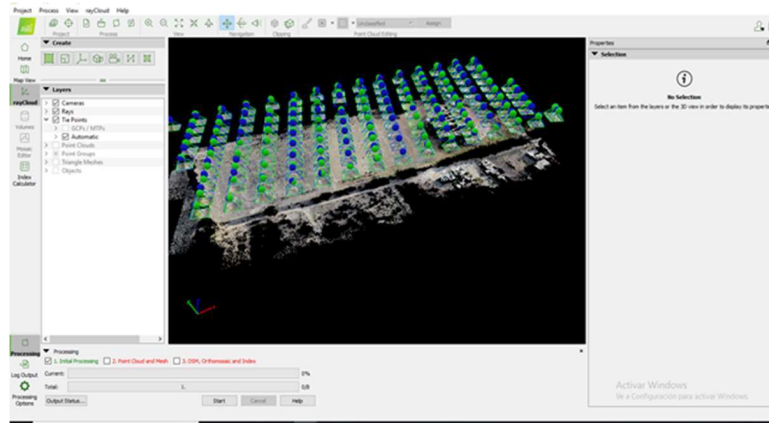 Project Process View rayCloud Help
Project Process View Navigation Clipping Point Cloud Editing
Unclassified Assign
Home
Map View
rayCloud
Volumes
Mosaic
Editor
Index
Calculator
Create
Layers
Cameras
Rays
Tie Points
GCPs / MTPs
Automatic
Point Clouds
Point Groups
Triangle Meshes
Objects
Properties
Selection
No Selection
Select an item from the layers or the 3D view in order to display its propertie
Processing
Log Output
Processing
Options
Processing
1. Initial Processing 2. Point Cloud and Mesh 3. DSM, Orthomosaic and Index
Current: 0%
Total: 1. 0/8
Output Status... Start Cancel Help
Activar Windows
Ve a Configuración para activar Windows.